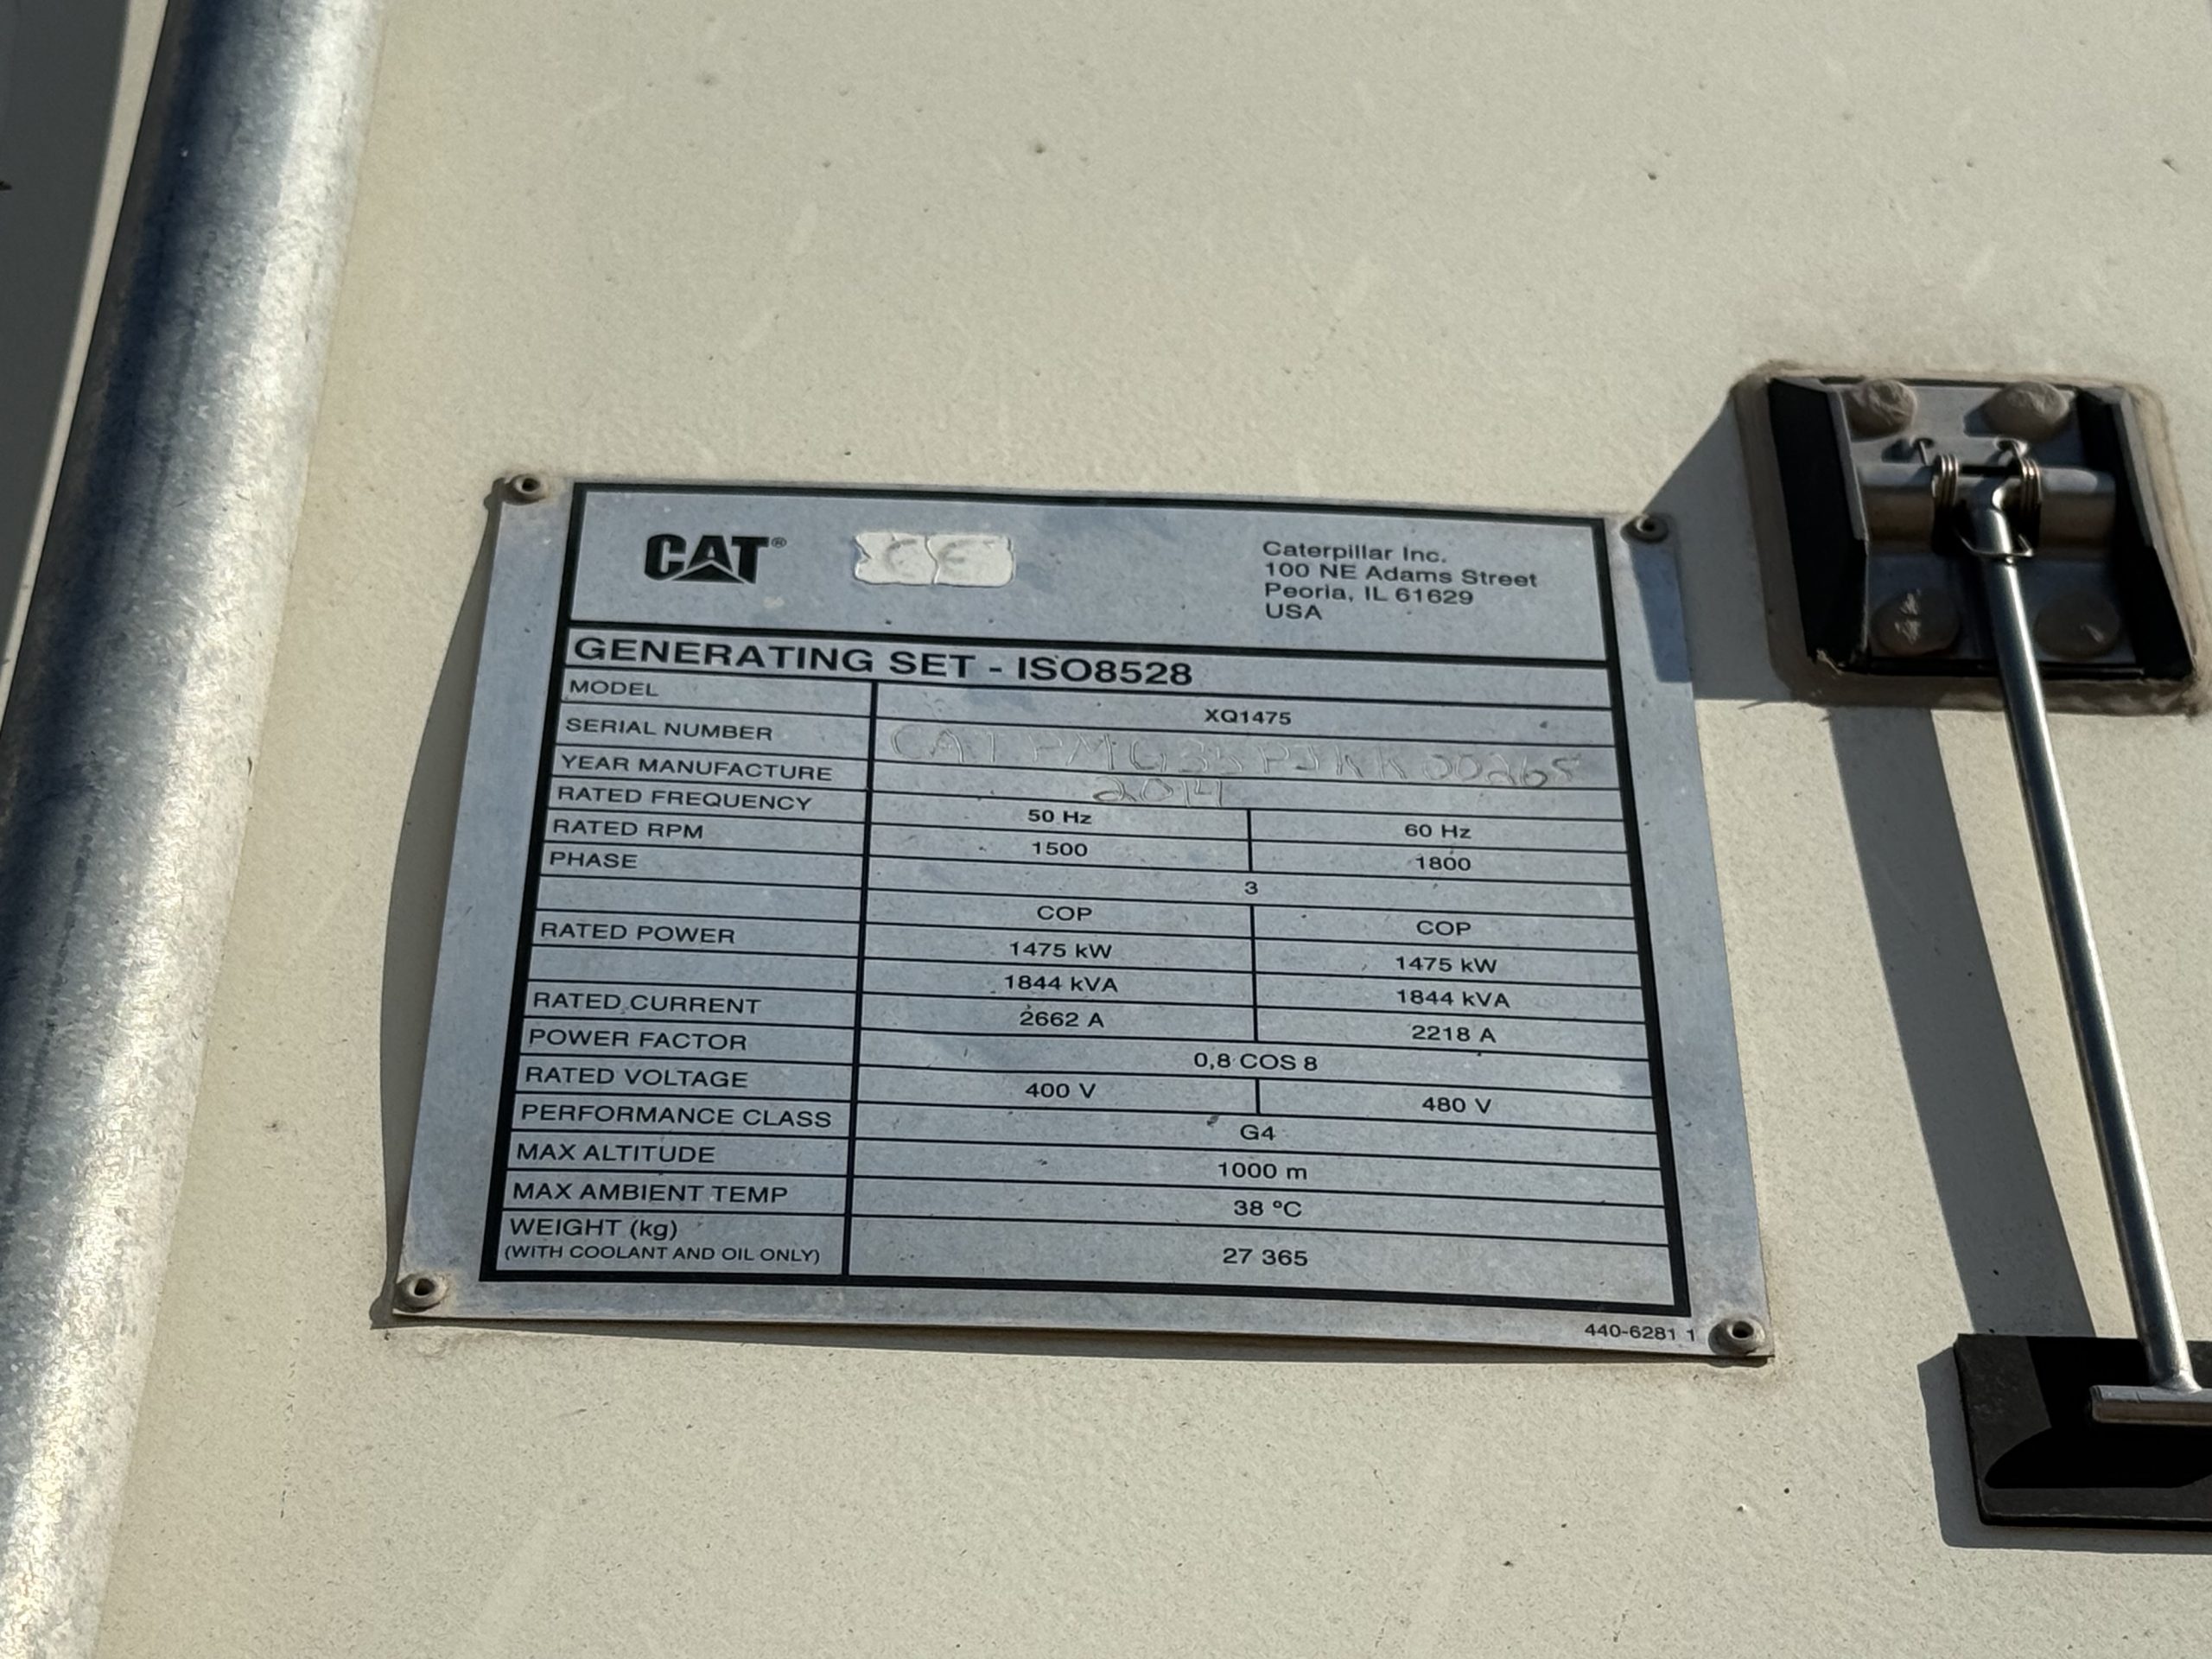 CAT®
CE
Caterpillar Inc.
100 NE Adams Street
Peoria, IL 61629
USA
GENERATING SET - ISO8528
MODEL XQ1475
SERIAL NUMBER
YEAR MANUFACTURE 2014
RATED FREQUENCY 50 Hz 60 Hz
RATED RPM 1500 1800
PHASE 3
COP COP
RATED POWER 1475 kW 1475 kW
1844 kVA 1844 kVA
RATED CURRENT 2662 A 2218 A
POWER FACTOR 0,8 COS 8
RATED VOLTAGE 400 V 480 V
PERFORMANCE CLASS G4
MAX ALTITUDE 1000 m
MAX AMBIENT TEMP 38 °C
WEIGHT (kg)
(WITH COOLANT AND OIL ONLY) 27 365
440-6281 1